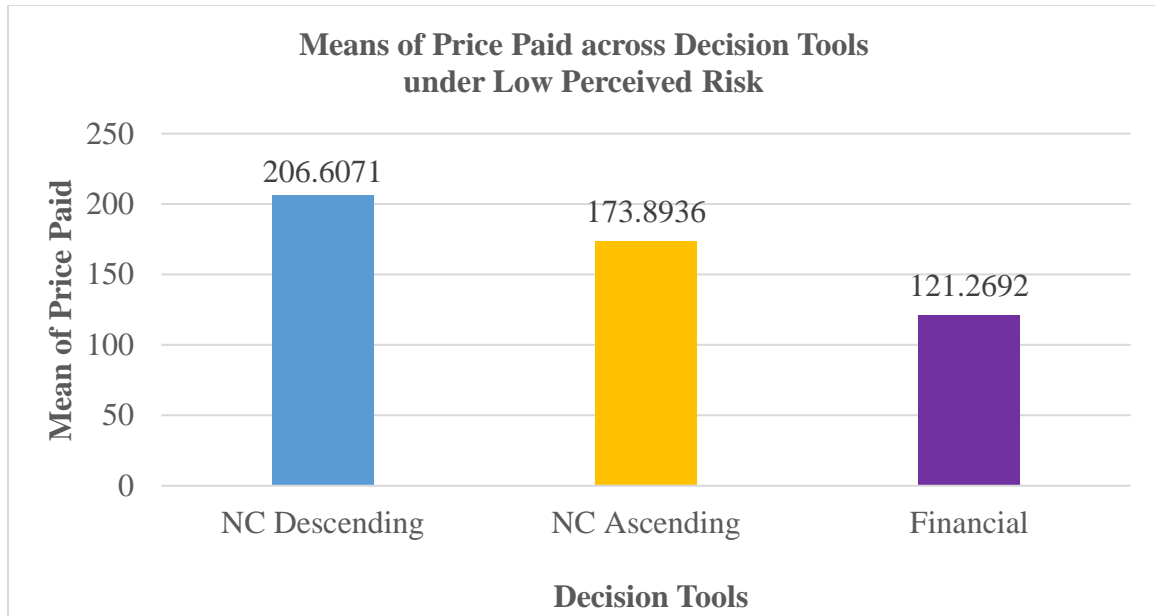 Means of Price Paid across Decision Tools
under Low Perceived Risk
Mean of Price Paid
250
200
150
100
50
0
206.6071
173.8936
121.2692
NC Descending
NC Ascending
Financial
Decision Tools